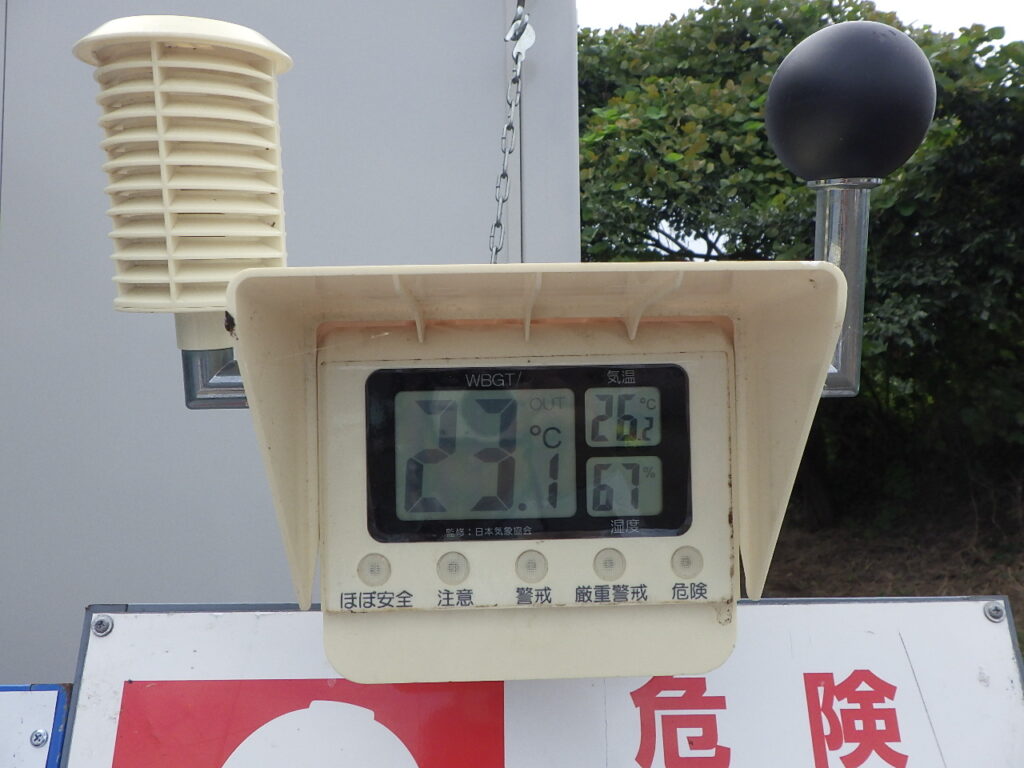 WBGT/
OUT
23.1 °C
気温
26.2 °C
67 %
湿度
監修：日本気象協会
ほぼ安全 注意 警戒 厳重警戒 危険
危険